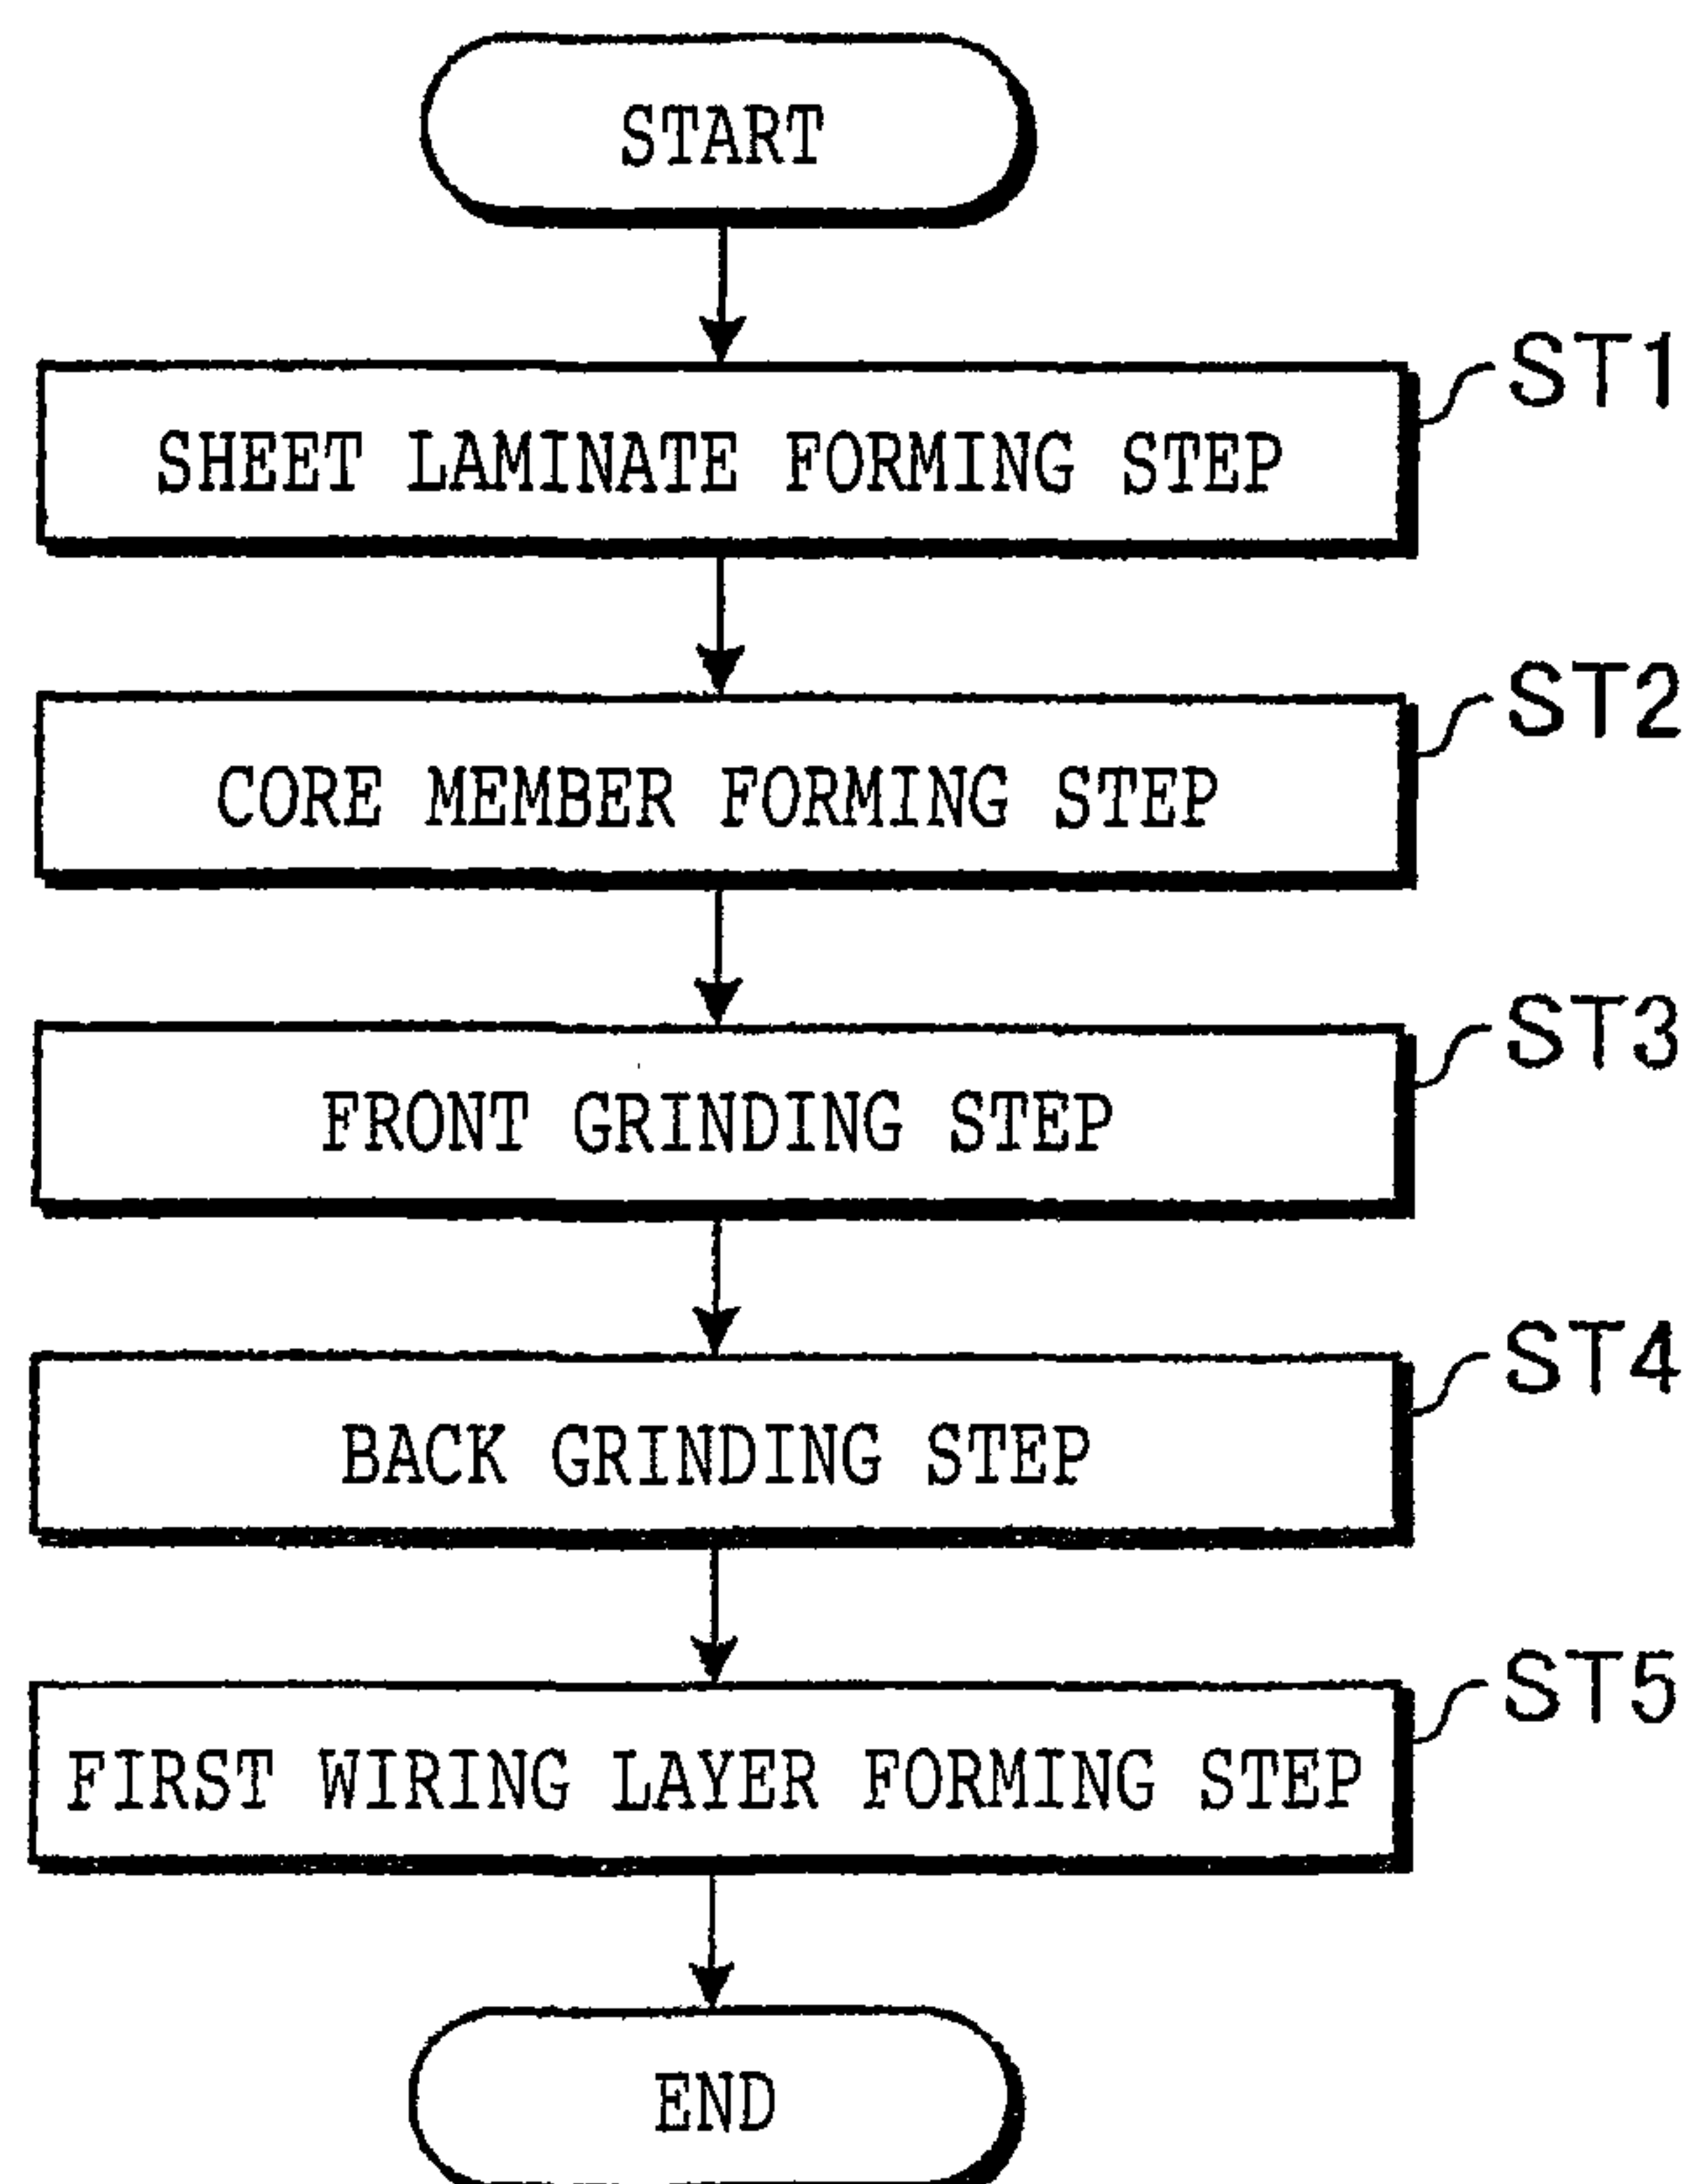 START
ST1
SHEET LAMINATE FORMING STEP
ST2
CORE MEMBER FORMING STEP
ST3
FRONT GRINDING STEP
ST4
BACK GRINDING STEP
ST5
FIRST WIRING LAYER FORMING STEP
END